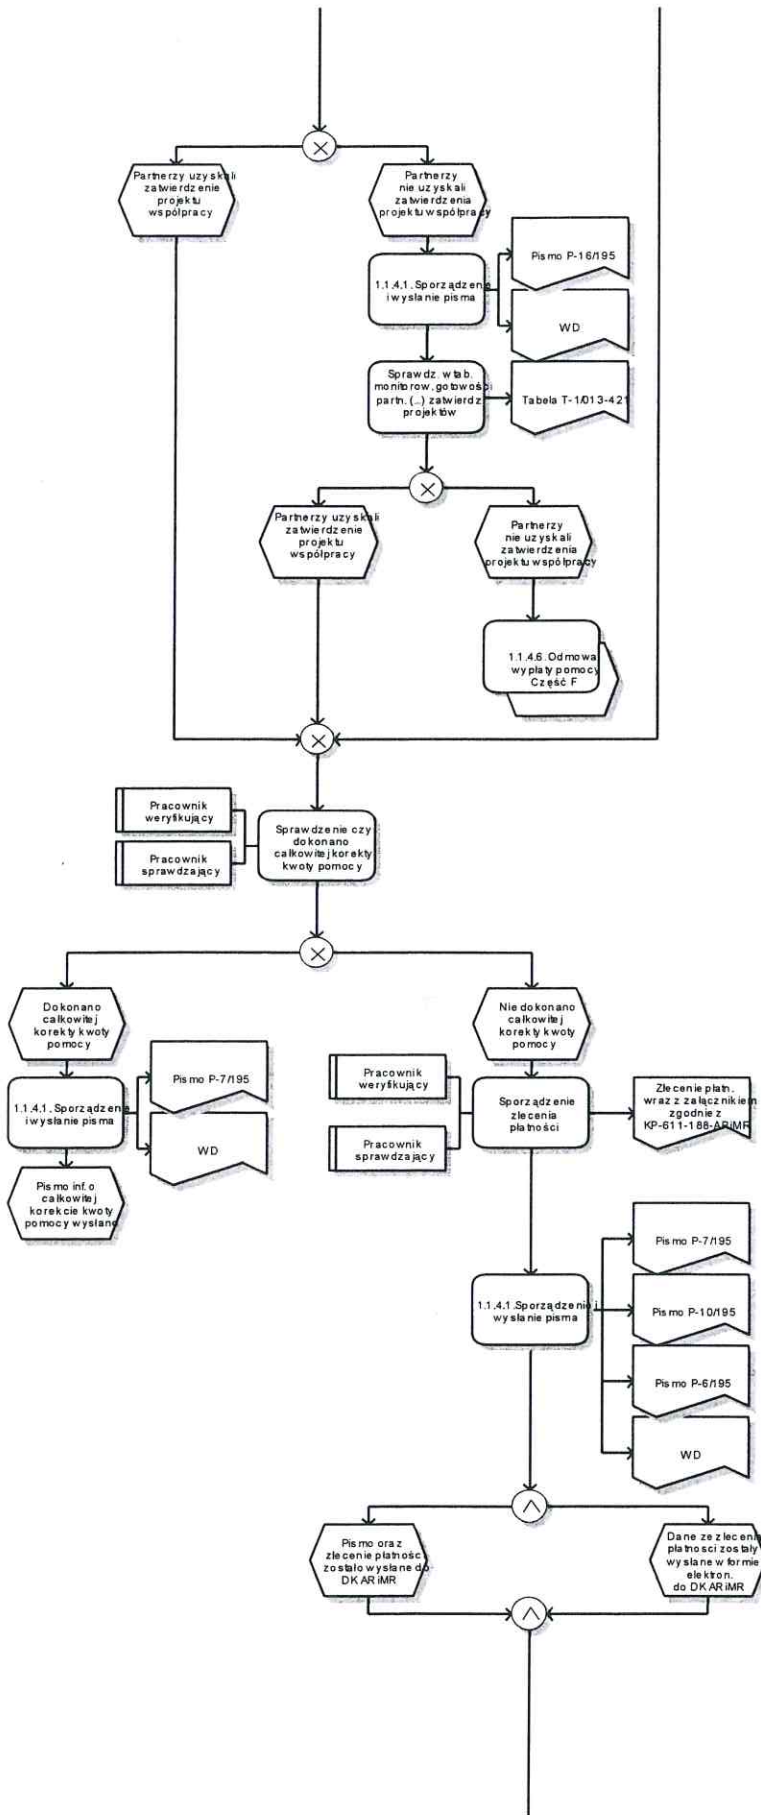 Partnerzy uzyskali
zatwierdzenie
projektu
współpracy
Partnerzy
nie uzyskali
zatwierdzenia
projektu współpracy
1.1.4.1. Sporządzenie
i wysłanie pisma
Pismo P-16/195
WD
Sprawdz. w tab.
monitorow. gotowości
partn. (...) zatwierdz
projektów
Tabela T-1/013-421
Partnerzy uzyskali
zatwierdzenie
projektu
współpracy
Partnerzy
nie uzyskali
zatwierdzenia
projektu współpracy
1.1.4.6. Odmowa
wypłaty pomocy
Część F
Pracownik
weryfikujący
Pracownik
sprawdzający
Sprawdzenie czy
dokonano
całkowitej korekty
kwoty pomocy
Dokonano
całkowitej
korekty kwoty
pomocy
Nie dokonano
całkowitej
korekty kwoty
pomocy
1.1.4.1. Sporządzenie
i wysłanie pisma
Pismo P-7/195
WD
Pismo inf. o
całkowitej
korekcie kwoty
pomocy wysłano
Pracownik
weryfikujący
Pracownik
sprawdzający
Sporządzenie
zlecenia
płatności
Zlecenie płatn.
wraz z załącznikiem
zgodnie z
KP-611-188-ARiMR
1.1.4.1. Sporządzenie i
wysłanie pisma
Pismo P-7/195
Pismo P-10/195
Pismo P-6/195
WD
Pismo oraz
zlecenie płatności
zostało wysłane do
DK ARiMR
Dane ze zlecenia
płatnosci zostały
wysłane w formie
elektron.
do DK ARiMR